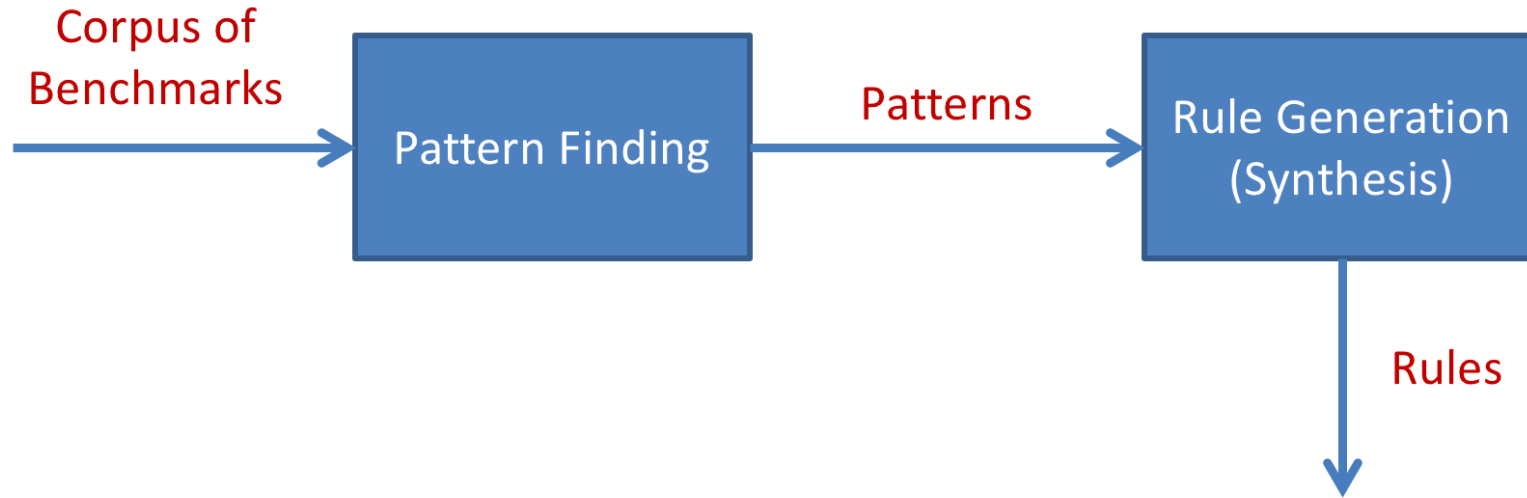 Corpus of
Benchmarks
Pattern Finding
Patterns
Rule Generation
(Synthesis)
Rules